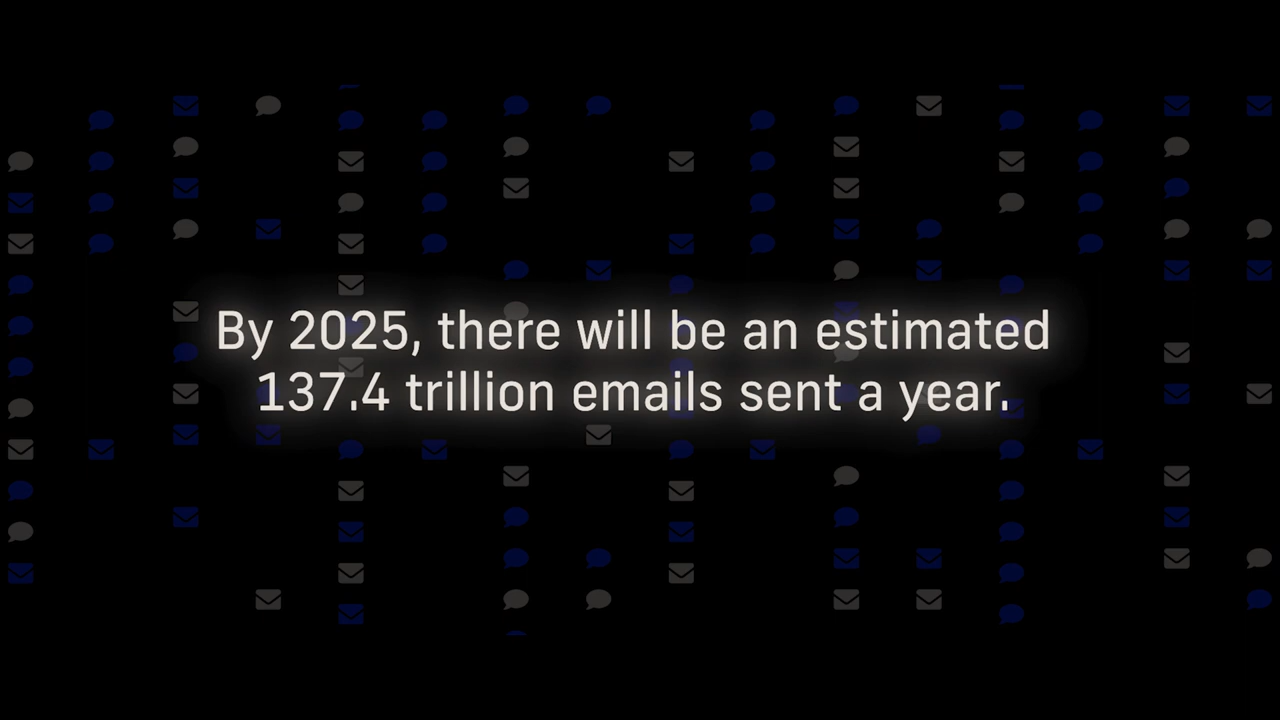 By 2025, there will be an estimated
137.4 trillion emails sent a year.